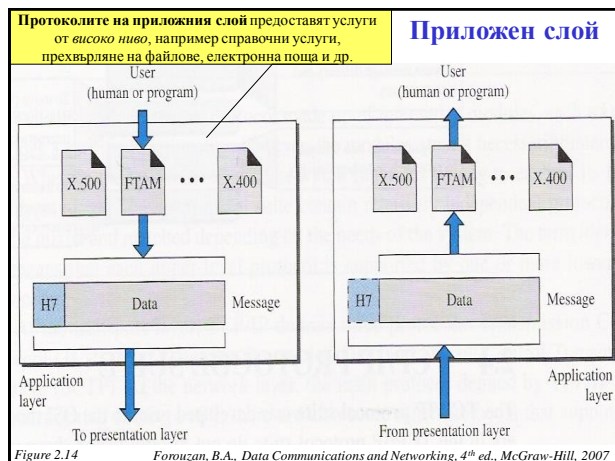 Протоколите на приложния слой предоставят услуги
от високо ниво, например справочни услуги,
прехвърляне на файлове, електронна поща и др.
Приложен слой
User
(human or program)
X.500
FTAM
X.400
H7
Data
Message
Application
layer
To presentation layer
User
(human or program)
X.500
FTAM
X.400
H7
Data
Message
Application
layer
From presentation layer
Figure 2.14
Forouzan, B.A., Data Communications and Networking, 4th ed., McGraw-Hill, 2007